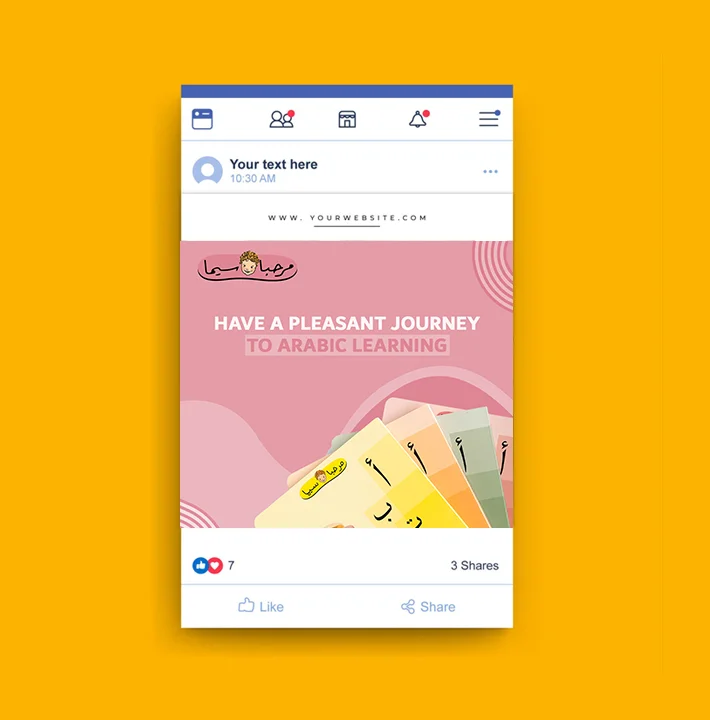 Your text here
10:30 AM
WWW. YOURWEBSITE.COM
مرحبا سيما
HAVE A PLEASANT JOURNEY
TO ARABIC LEARNING
مرحبا سيما
أ أ أ أ
ب ت
7
3 Shares
Like
Share